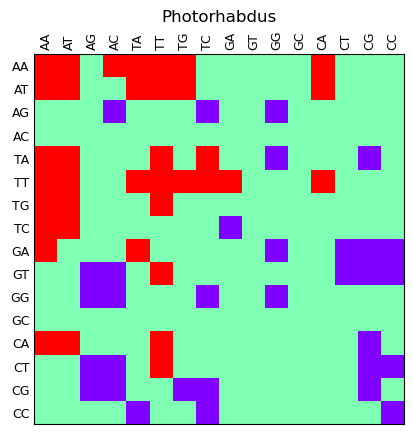 Photorhabdus
AA AT AG AC TA TT TG TC GA GT GG GC CA CT CG CC
AA
AT
AG
AC
TA
TT
TG
TC
GA
GT
GG
GC
CA
CT
CG
CC